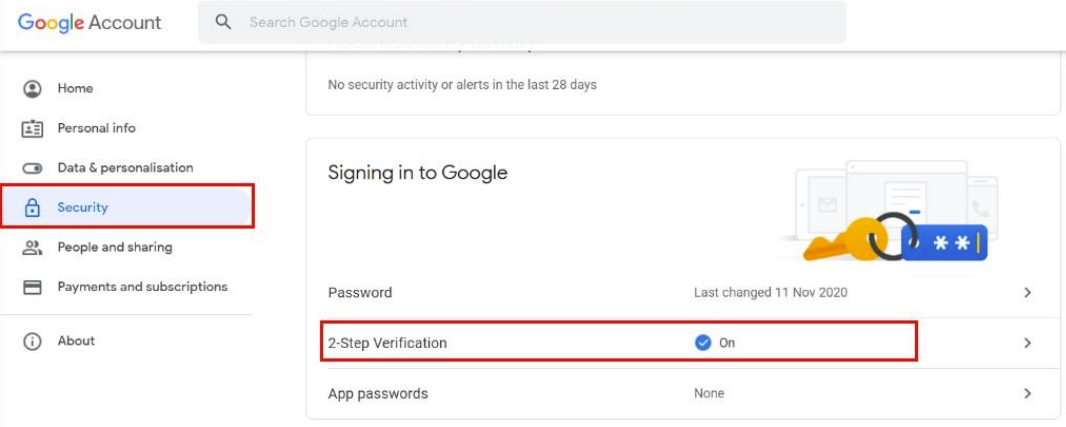 Google Account
Search Google Account
Home
Personal info
Data & personalisation
Security
People and sharing
Payments and subscriptions
About
No security activity or alerts in the last 28 days
Signing in to Google
**|
Password Last changed 11 Nov 2020
2-Step Verification On
App passwords None